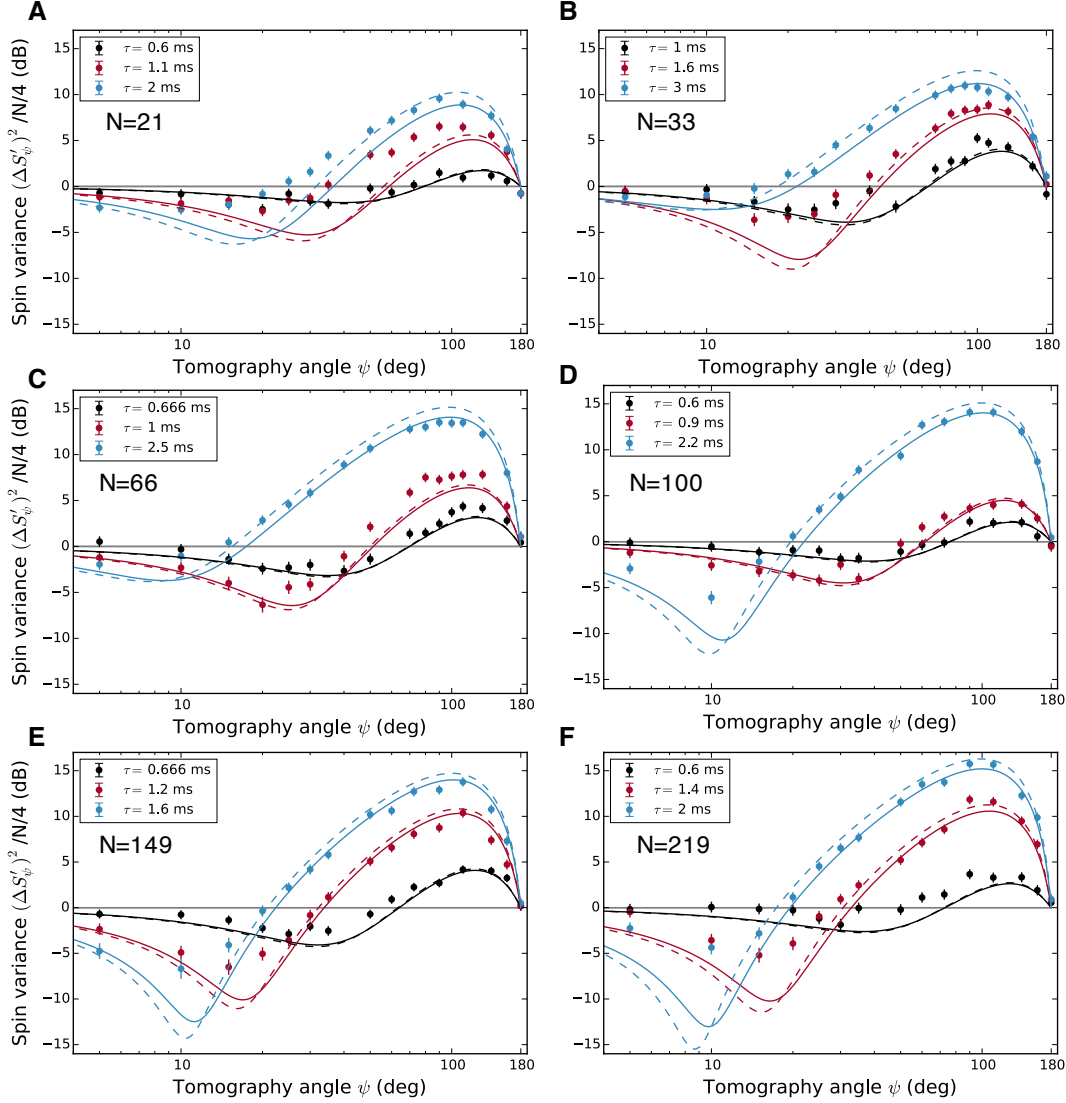 A
Spin variance (ΔS′ψ)² /N/4 (dB)
15
10
5
0
−5
−10
−15
τ = 0.6 ms
τ = 1.1 ms
τ = 2 ms
N=21
10
100
180
Tomography angle ψ (deg)
B
15
10
5
0
−5
−10
−15
τ = 1 ms
τ = 1.6 ms
τ = 3 ms
N=33
10
100
180
Tomography angle ψ (deg)
C
Spin variance (ΔS′ψ)² /N/4 (dB)
15
10
5
0
−5
−10
−15
τ = 0.666 ms
τ = 1 ms
τ = 2.5 ms
N=66
10
100
180
Tomography angle ψ (deg)
D
15
10
5
0
−5
−10
−15
τ = 0.6 ms
τ = 0.9 ms
τ = 2.2 ms
N=100
10
100
180
Tomography angle ψ (deg)
E
Spin variance (ΔS′ψ)² /N/4 (dB)
15
10
5
0
−5
−10
−15
τ = 0.666 ms
τ = 1.2 ms
τ = 1.6 ms
N=149
10
100
180
Tomography angle ψ (deg)
F
15
10
5
0
−5
−10
−15
τ = 0.6 ms
τ = 1.4 ms
τ = 2 ms
N=219
10
100
180
Tomography angle ψ (deg)